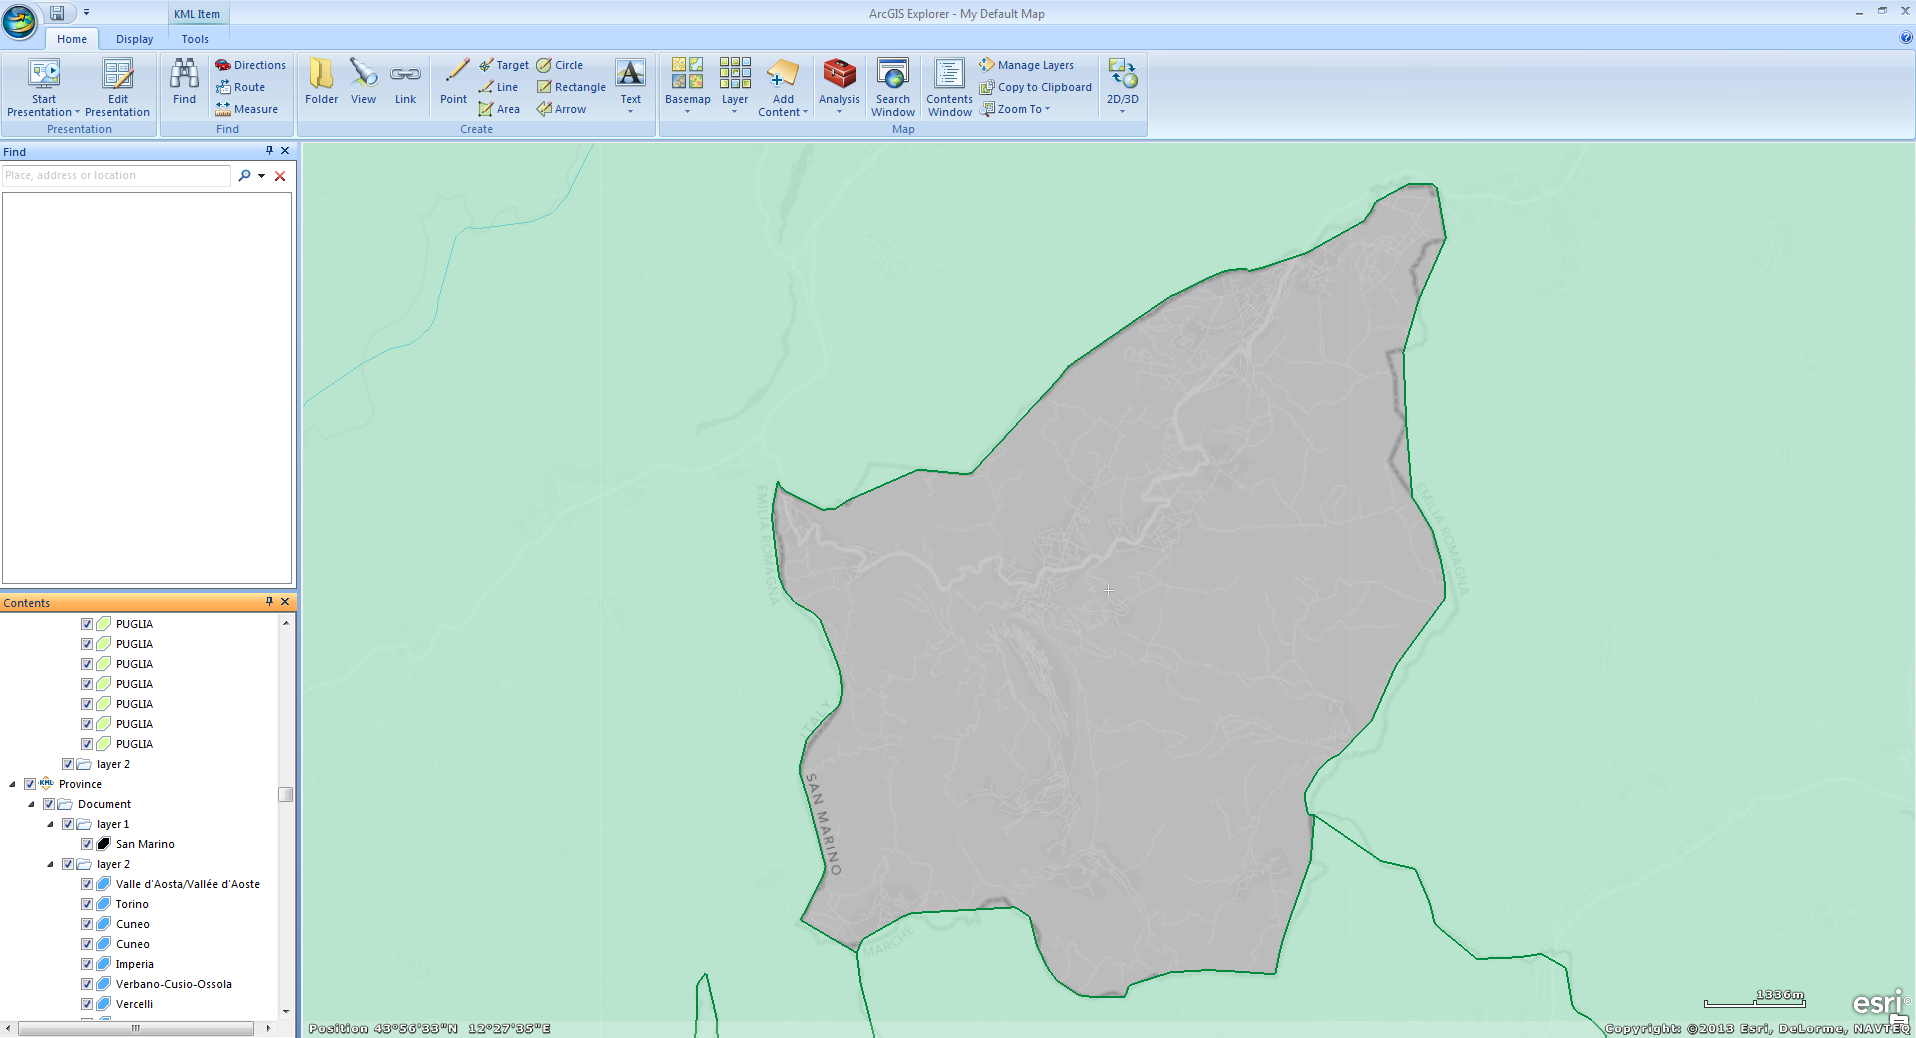 KML Item
ArcGIS Explorer - My Default Map
Home
Display
Tools
Start Presentation
Edit Presentation
Presentation
Find
Directions
Route
Measure
Find
Folder
View
Link
Point
Target
Line
Area
Circle
Rectangle
Arrow
Text
Create
Basemap
Layer
Add Content
Analysis
Search Window
Contents Window
Manage Layers
Copy to Clipboard
Zoom To
2D/3D
Map
Find
Place, address or location
Contents
PUGLIA
PUGLIA
PUGLIA
PUGLIA
PUGLIA
PUGLIA
PUGLIA
layer 2
KML Province
Document
layer 1
San Marino
layer 2
Valle d'Aosta/Vallée d'Aoste
Torino
Cuneo
Cuneo
Imperia
Verbano-Cusio-Ossola
Vercelli
EMILIA ROMAGNA
EMILIA ROMAGNA
ITALY
SAN MARINO
MARCHE
1336m
esri
Position 43°56'33"N 12°27'35"E
Copyright: ©2013 Esri, DeLorme, NAVTEQ